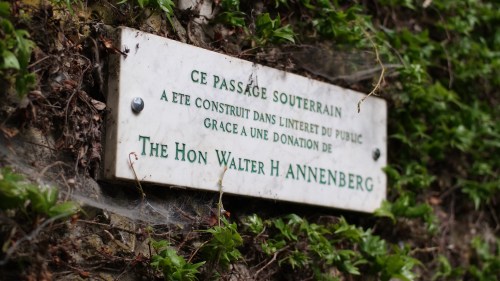 CE PASSAGE SOUTERRAIN
A ETE CONSTRUIT DANS L'INTERET DU PUBLIC
GRACE A UNE DONATION DE
THE HON WALTER H ANNENBERG